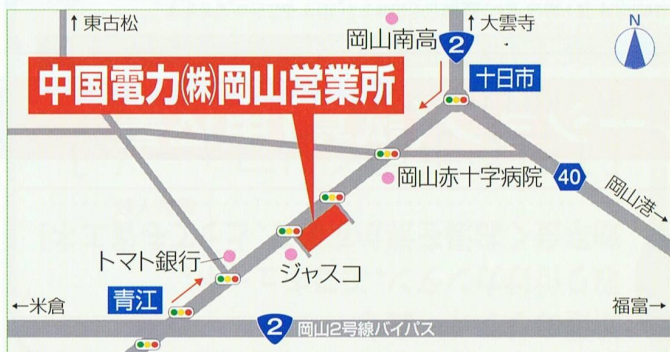 ↑東古松
岡山南高
2
↑大雲寺
N
中国電力㈱岡山営業所
十日市
岡山赤十字病院
40
岡山港→
トマト銀行
ジャスコ
青江
←米倉
福富→
2
岡山2号線バイパス